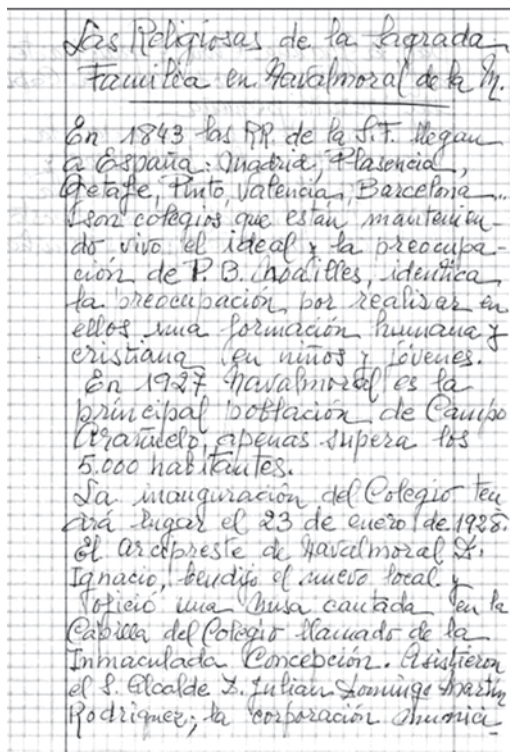 Las Religiosas de la Sagrada
Familia en Navalmoral de la M.
En 1843 las RR de la S.F. llegan
a España: Madrid, Plasencia,
Getafe, Pinto, Valencia, Barcelona...
Son colegios que están mantenien-
do vivo el ideal y la preocupa-
ción de P. B. Noailles, identica
la preocupación por realizar en
ellos una formación humana y
cristiana en niños y jóvenes.
En 1927 Navalmoral es la
principal población de Campo
Arañuelo, apenas supera los
5.000 habitantes.
La inauguración del Colegio ten
drá lugar el 23 de enero de 1928.
El arcipreste de Navalmoral D.
Ignacio, bendijo el nuevo local y
ofició una misa cantada en la
Capilla del Colegio llamado de la
Inmaculada Concepción. Asistieron
el S. Alcalde D. Julian Domingo Martín
Rodriguez; la corporación munici-